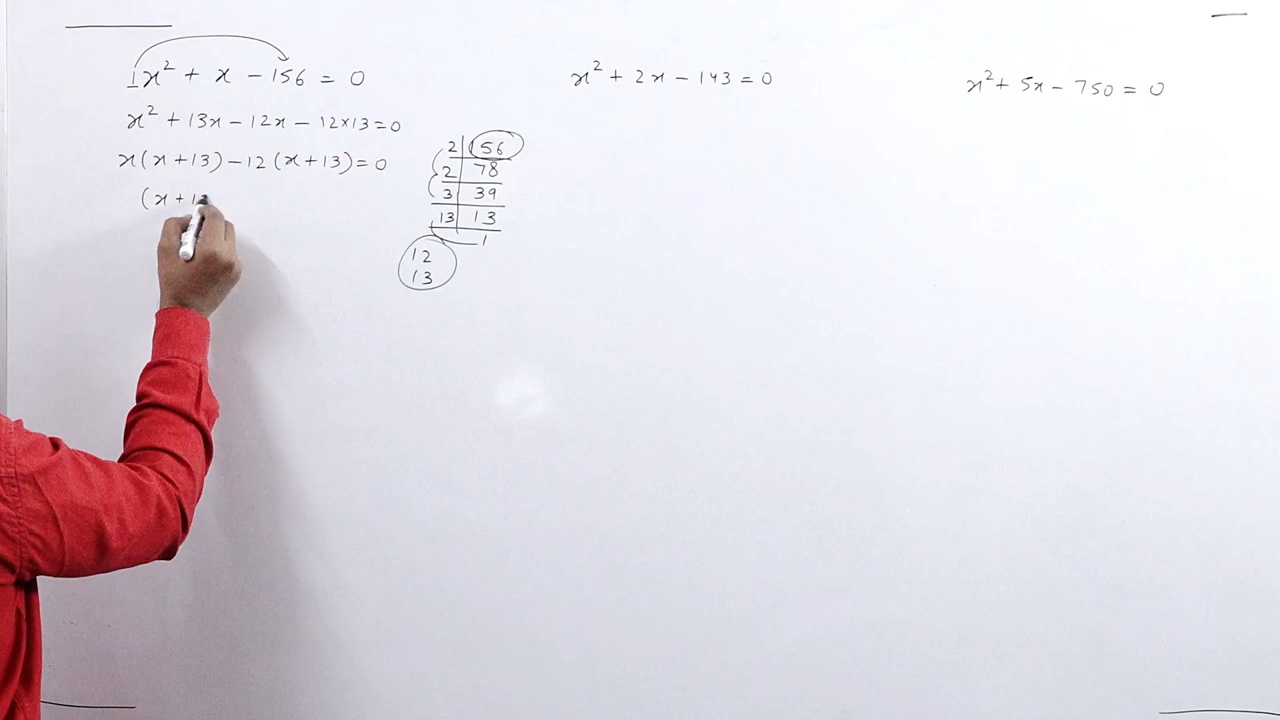 1x² + x - 156 = 0
x² + 13x - 12x - 12×13 = 0
x(x+13) - 12(x+13) = 0
(x+13
2 | 156
2 | 78
3 | 39
13 | 13
1
12
13
x² + 2x - 143 = 0
x² + 5x - 750 = 0